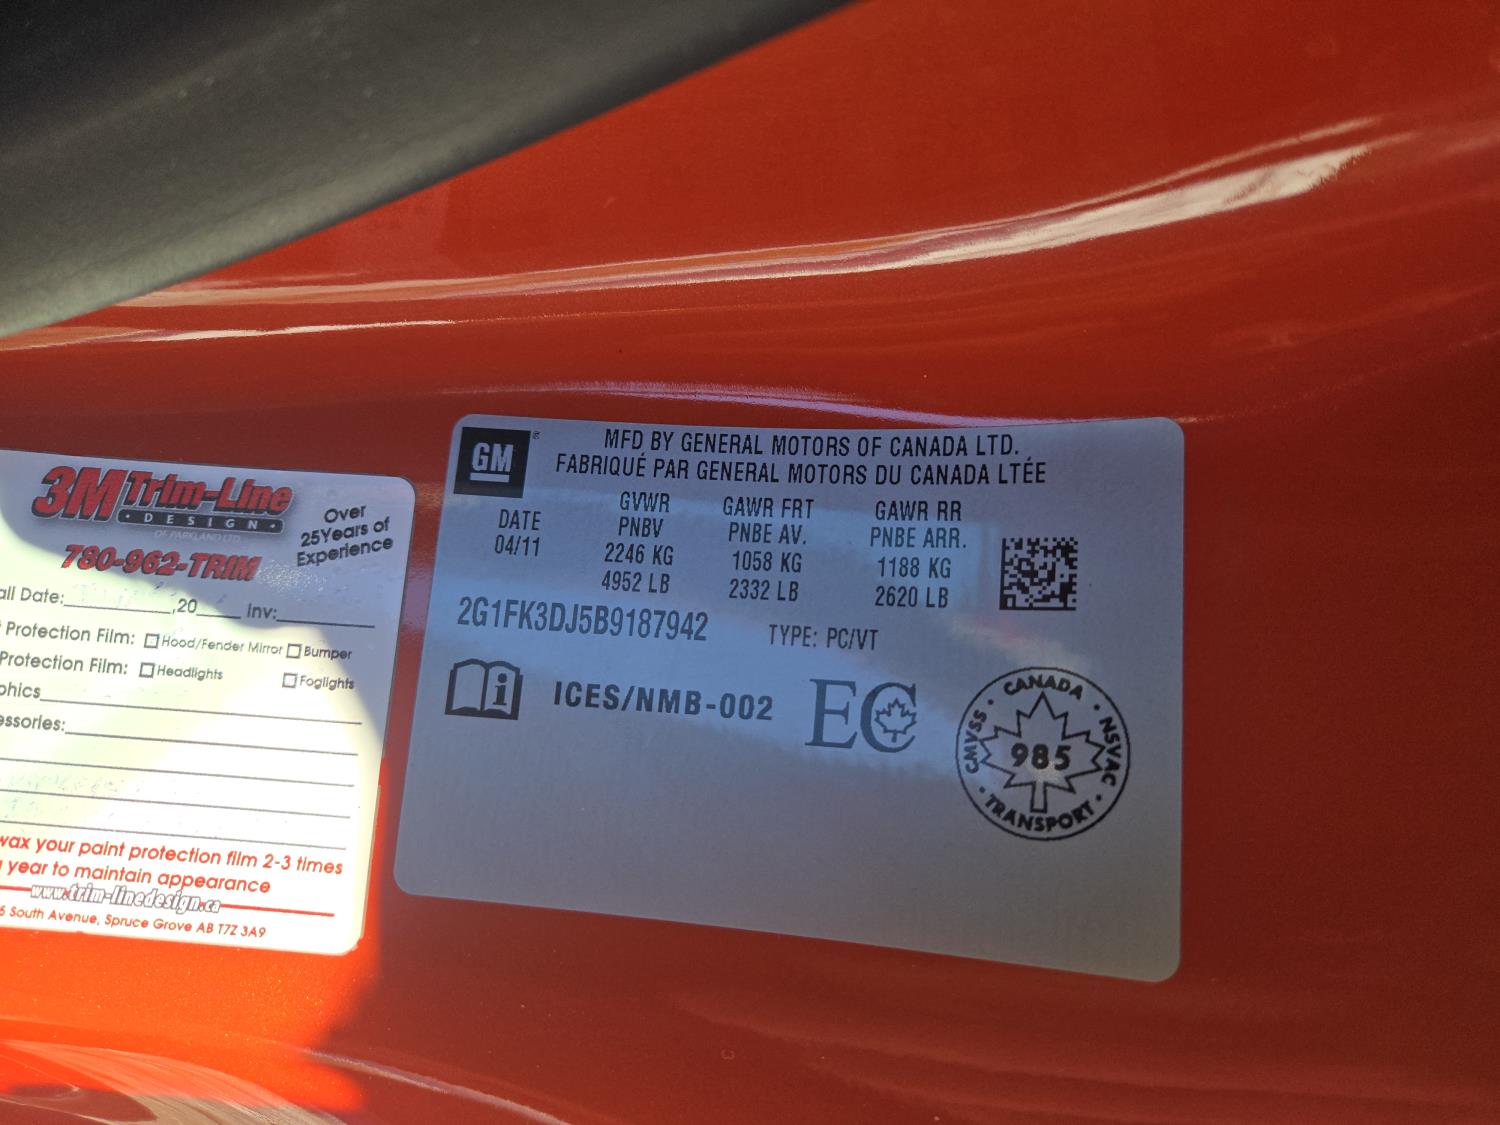 3M Trim-Line
• DESIGN •
OF PARKLAND LTD.
780-962-TRIM
Over
25Years of
Experience
all Date: ,20 Inv:
Protection Film: Hood/Fender Mirror Bumper
Protection Film: Headlights Foglights
phics
essories:
wax your paint protection film 2-3 times
year to maintain appearance
www.trim-linedesign.ca
5 South Avenue, Spruce Grove AB T7Z 3A9
GM®
MFD BY GENERAL MOTORS OF CANADA LTD.
FABRIQUÉ PAR GENERAL MOTORS DU CANADA LTÉE
DATE
04/11
GVWR
PNBV
2246 KG
4952 LB
GAWR FRT
PNBE AV.
1058 KG
2332 LB
GAWR RR
PNBE ARR.
1188 KG
2620 LB
2G1FK3DJ5B9187942
TYPE: PC/VT
i
ICES/NMB-002
EC
CANADA • NSVAC • TRANSPORT • CMVSS •
985